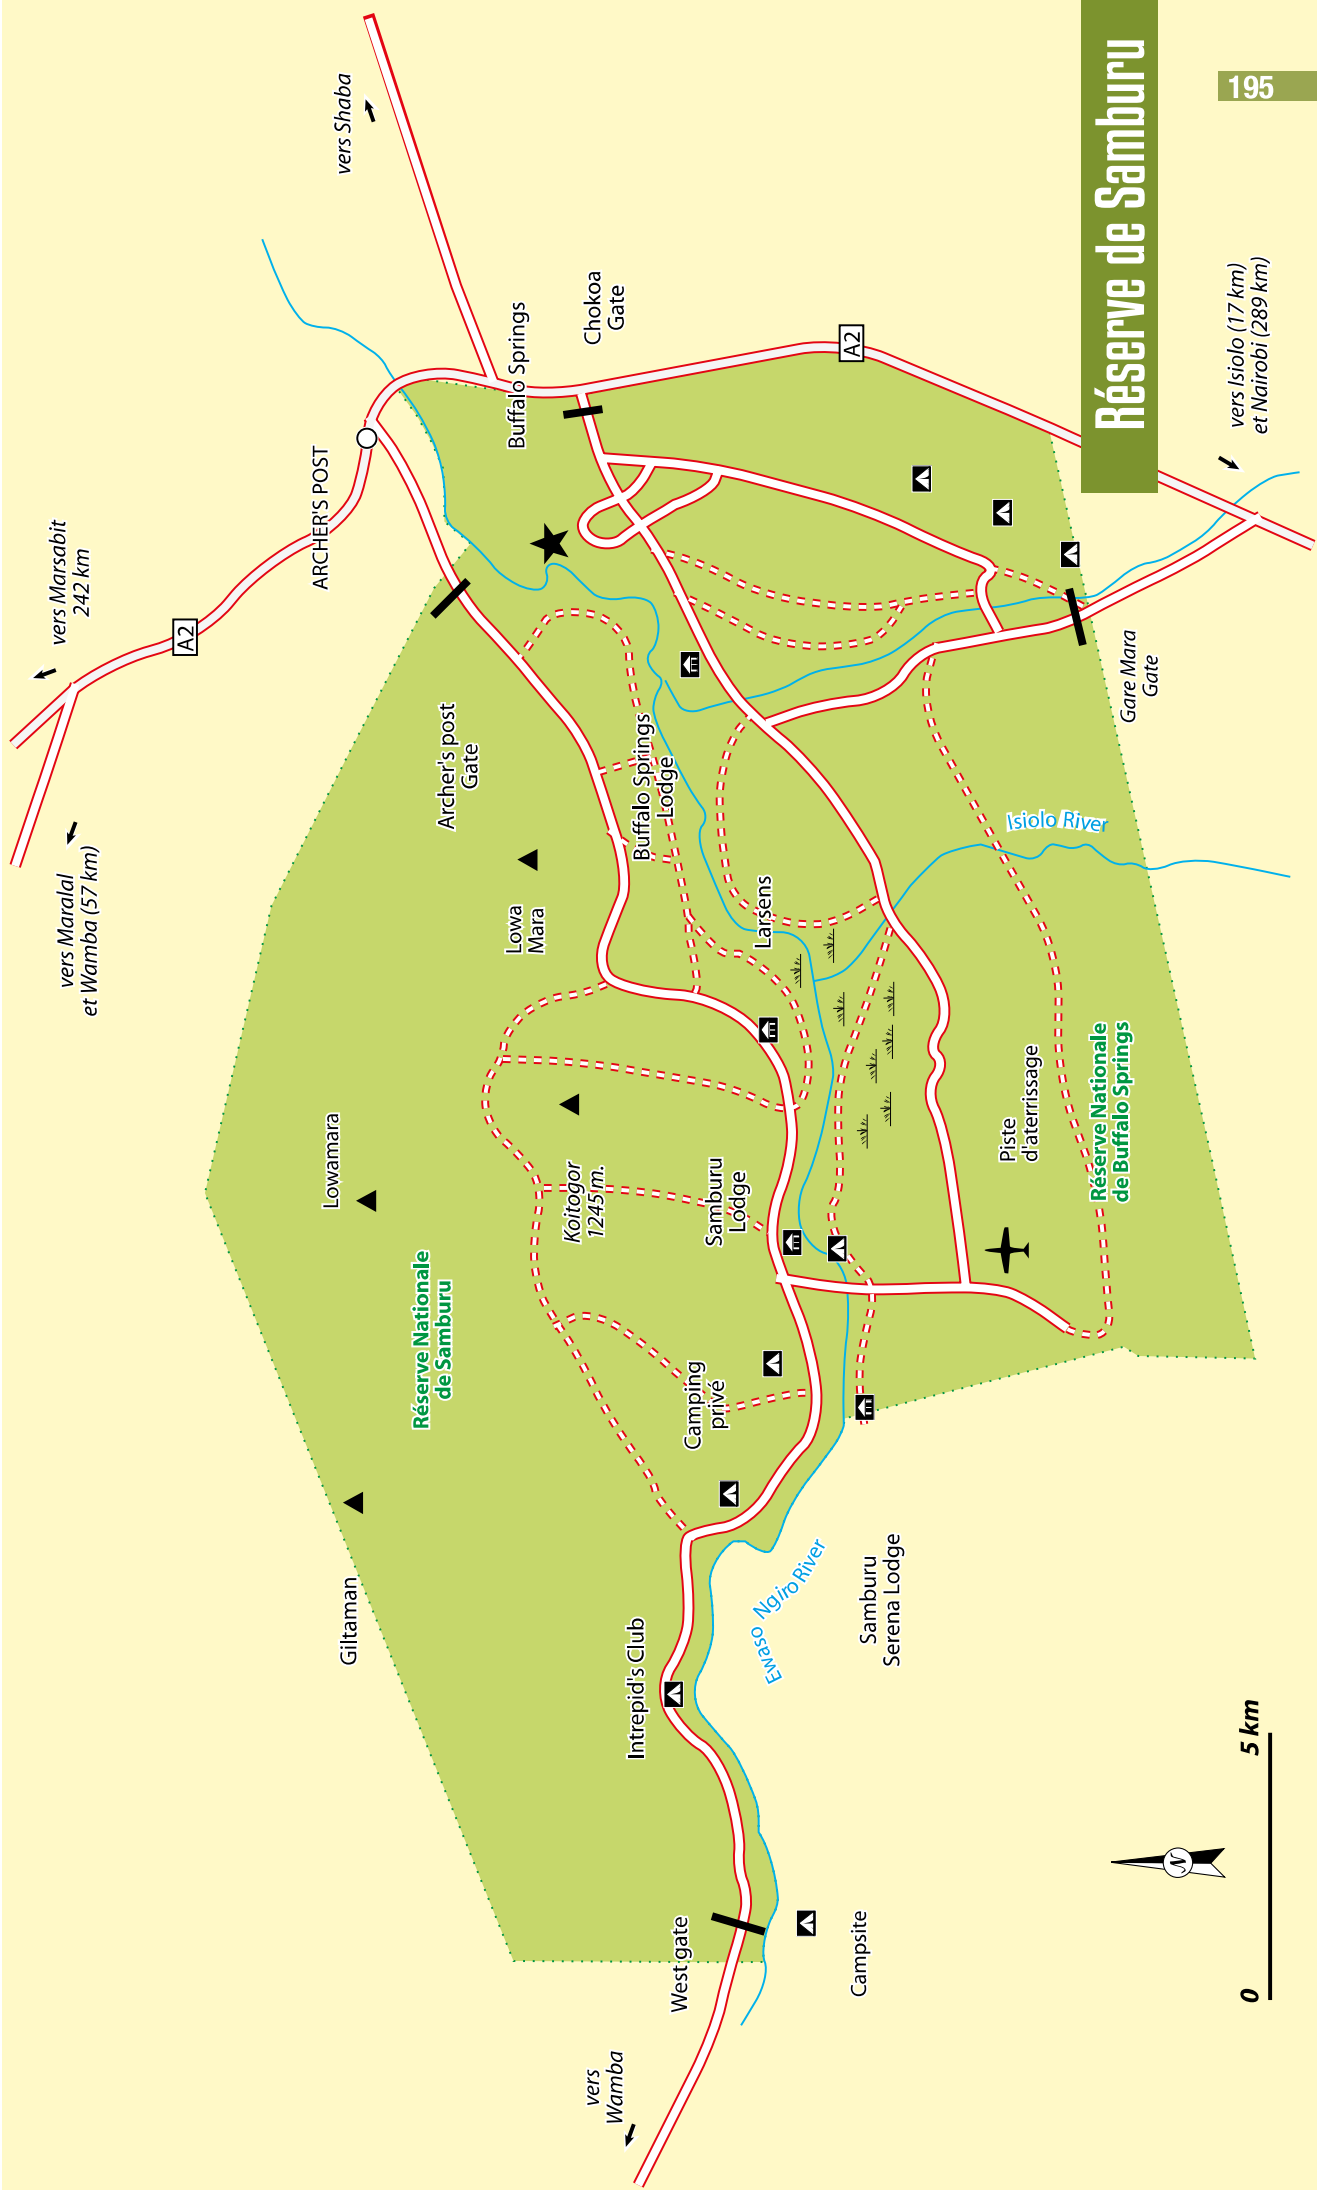 Réserve de Samburu
195
vers Marsabit
242 km
A2
vers Maralal
et Wamba (57 km)
ARCHER'S POST
vers Shaba
Buffalo Springs
Chokoa
Gate
A2
vers Isiolo (17 km)
et Nairobi (289 km)
Archer's post
Gate
Lowa
Mara
Lowamara
Giltaman
Réserve Nationale
de Samburu
Koitogor
1245 m.
Buffalo Springs
Lodge
Larsens
Samburu
Lodge
Camping
privé
Intrepid's Club
West gate
vers
Wamba
Campsite
Ewaso Ngiro River
Samburu
Serena Lodge
Isiolo River
Gare Mara
Gate
Piste
d'aterrissage
Réserve Nationale
de Buffalo Springs
N
0
5 km